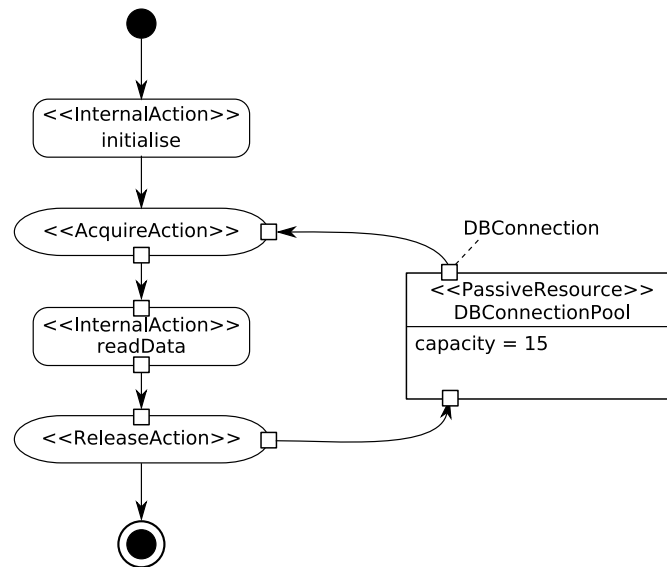 <<InternalAction>>
initialise
<<AcquireAction>>
DBConnection
<<PassiveResource>>
DBConnectionPool
capacity = 15
<<InternalAction>>
readData
<<ReleaseAction>>